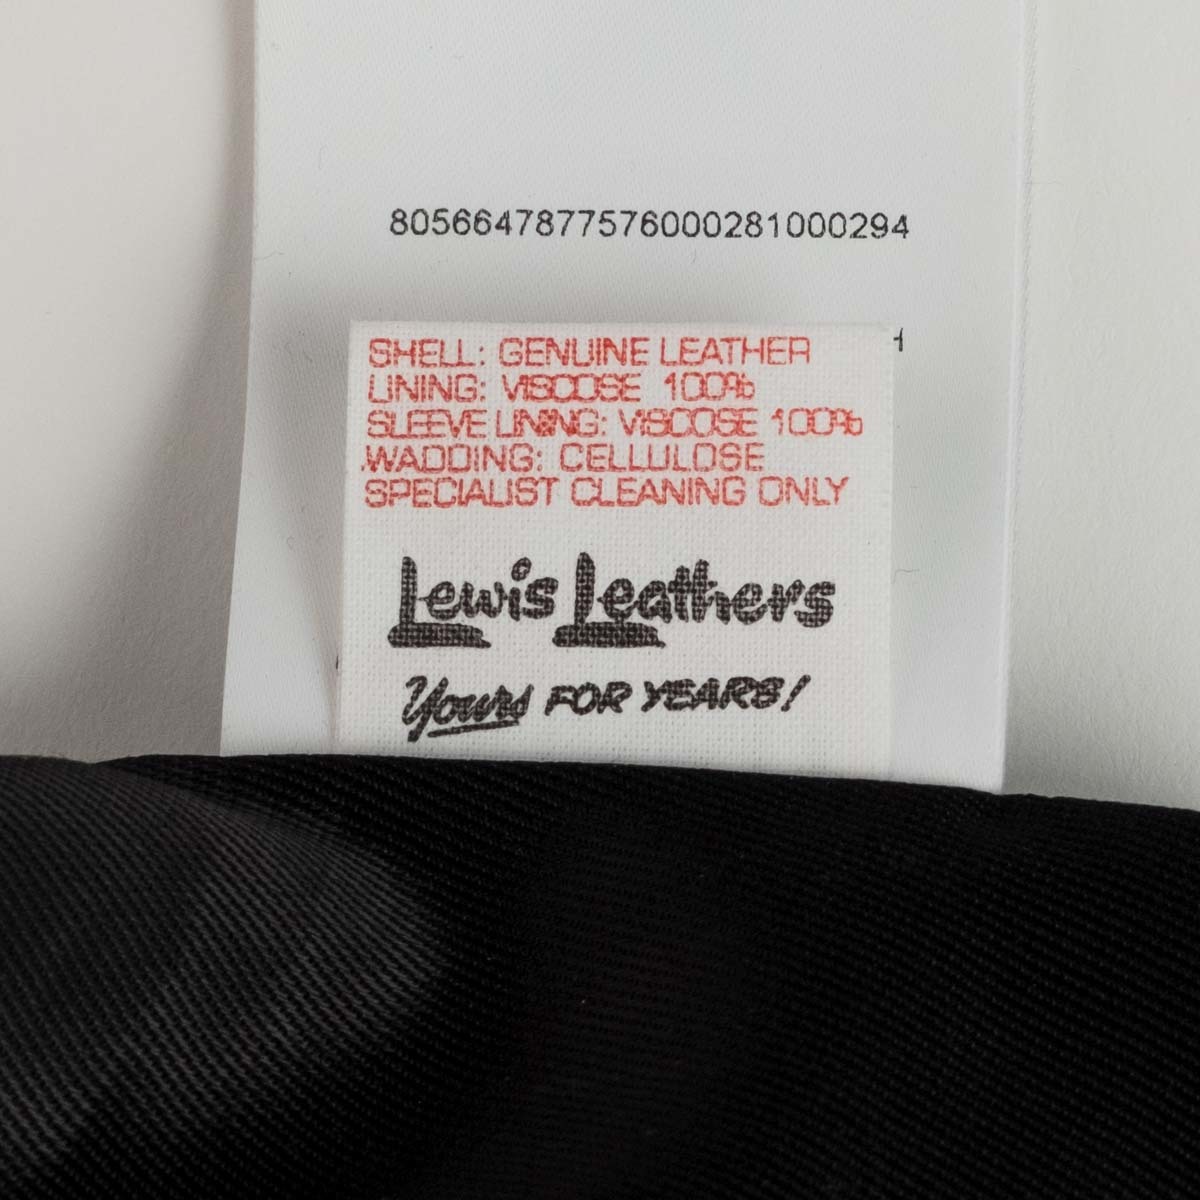 8056647877576000281000294
SHELL: GENUINE LEATHER
LINING: VISCOSE 100%
SLEEVE LINING: VISCOSE 100%
WADDING: CELLULOSE
SPECIALIST CLEANING ONLY
Lewis Leathers
Yours FOR YEARS!